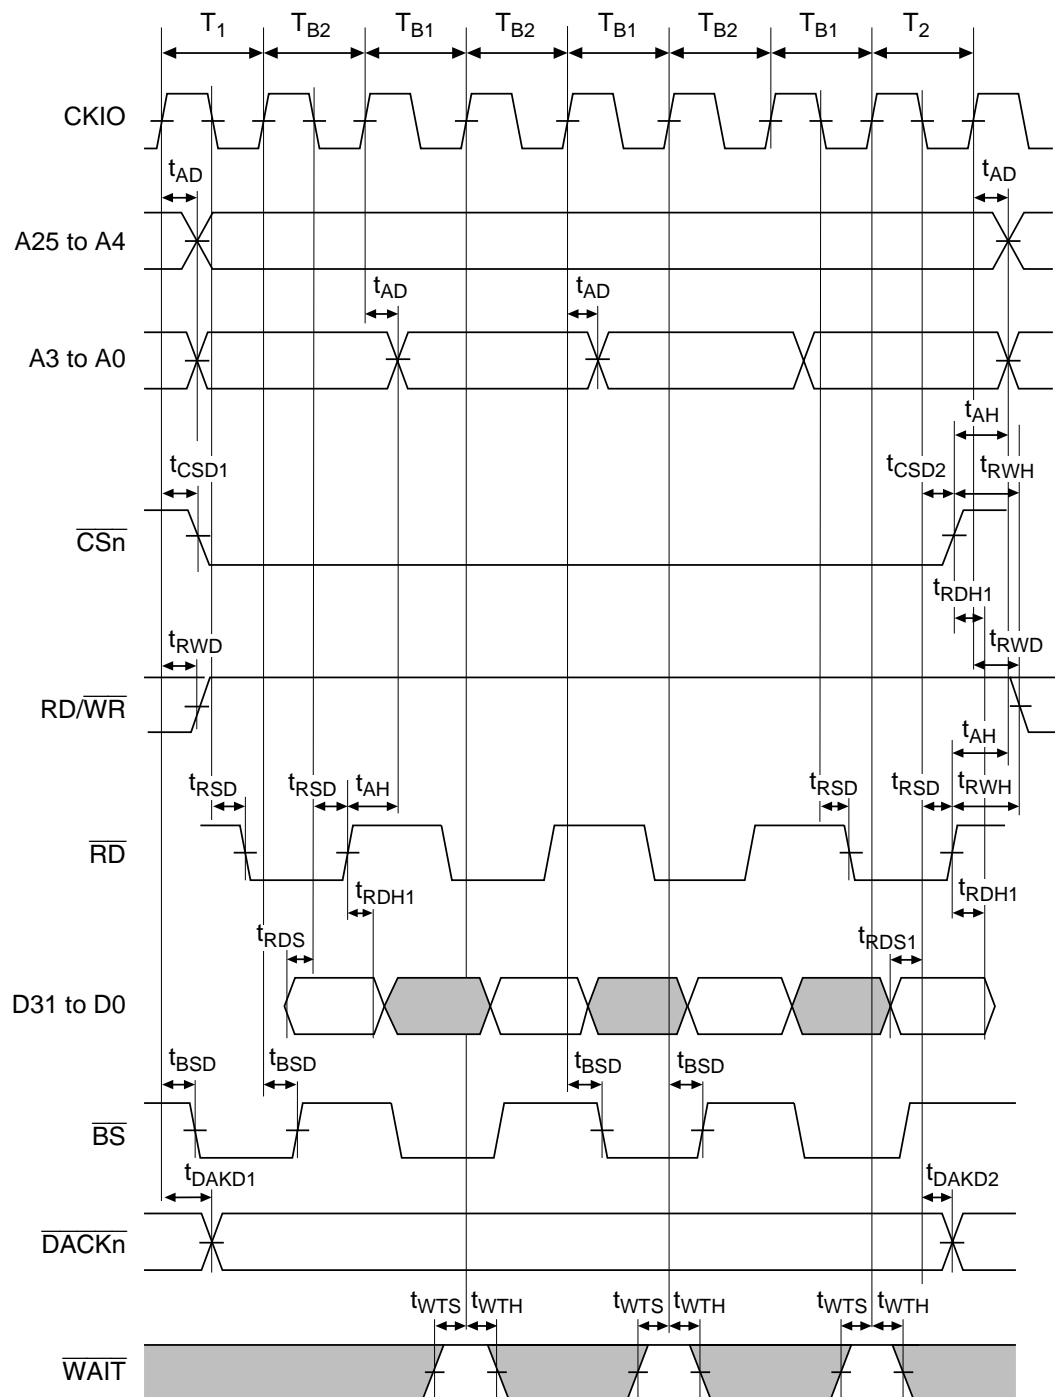 T1 TB2 TB1 TB2 TB1 TB2 TB1 T2
CKIO
tAD tAD
A25 to A4
tAD tAD
A3 to A0
tAH
tCSD1 tCSD2 tRWH
CSn
tRDH1
tRWD tRWD
RD/WR
tAH
tRSD tRSD tAH tRSD tRSD tRWH
RD
tRDH1 tRDH1
tRDS tRDS1
D31 to D0
tBSD tBSD tBSD tBSD
BS
tDAKD1 tDAKD2
DACKn
tWTS tWTH tWTS tWTH tWTS tWTH
WAIT